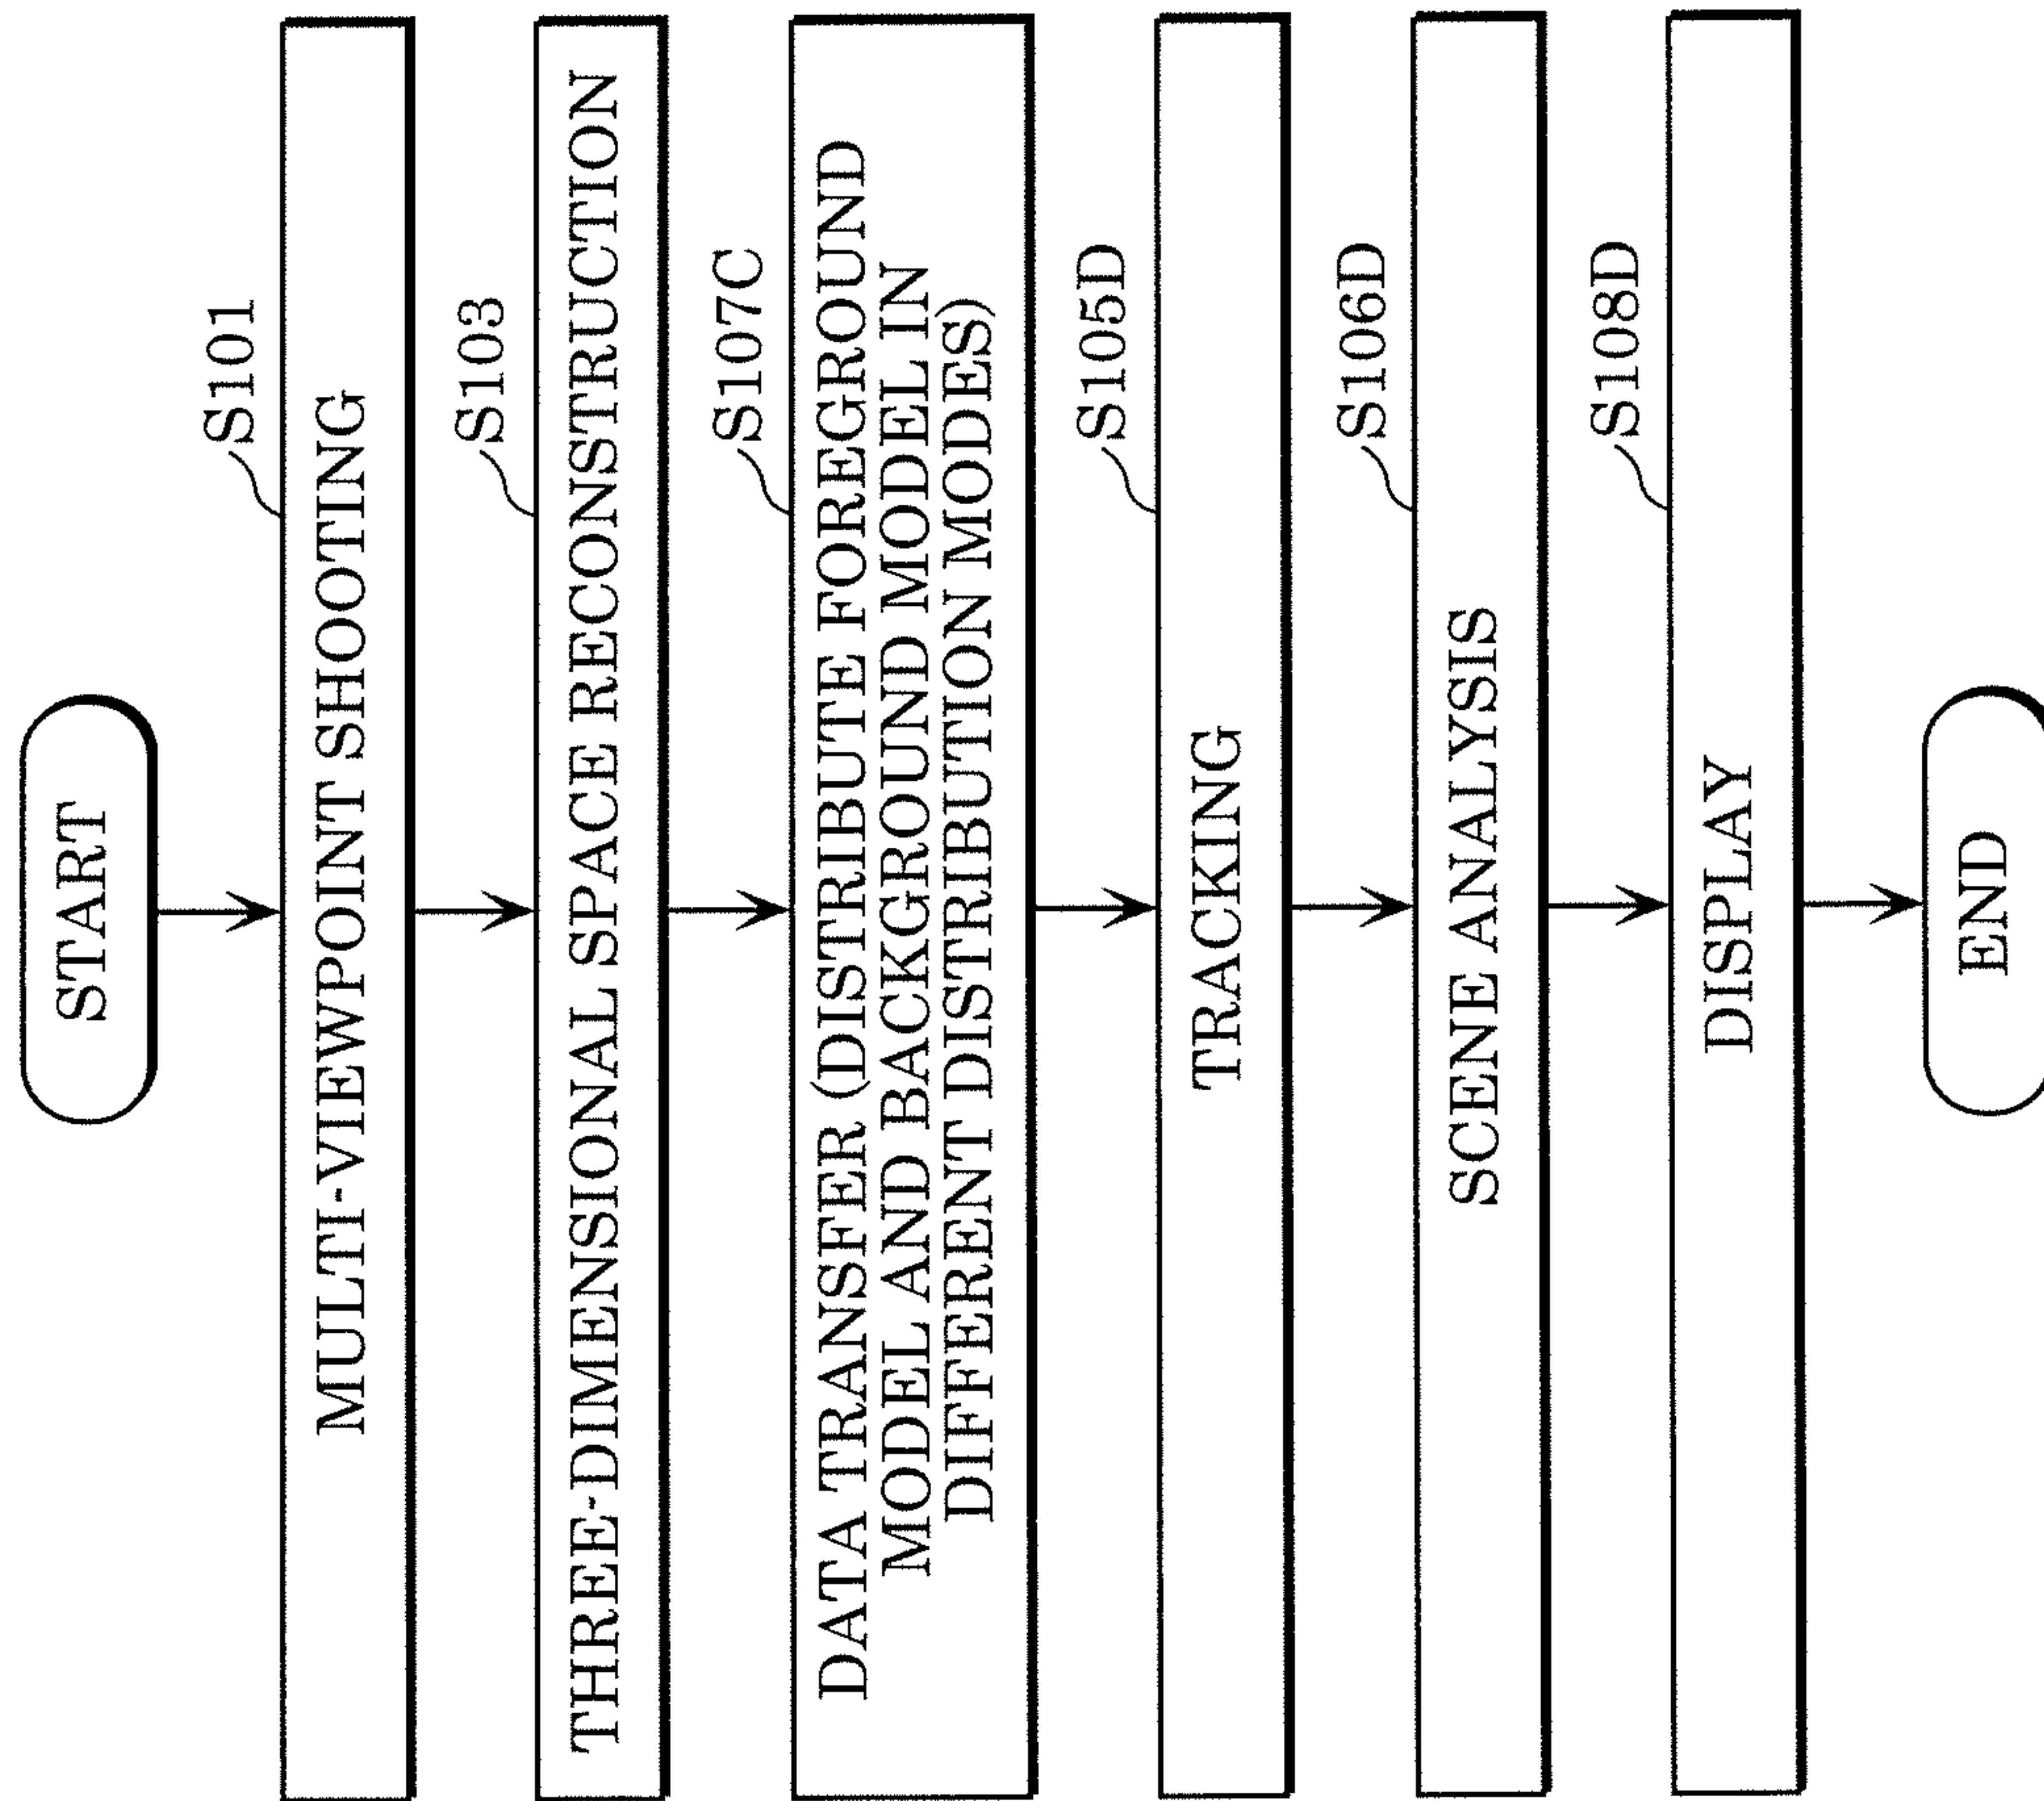 START
S101
MULTI-VIEWPOINT SHOOTING
S103
THREE-DIMENSIONAL SPACE RECONSTRUCTION
S107C
DATA TRANSFER (DISTRIBUTE FOREGROUND
MODEL AND BACKGROUND MODEL IN
DIFFERENT DISTRIBUTION MODES)
S105D
TRACKING
S106D
SCENE ANALYSIS
S108D
DISPLAY
END